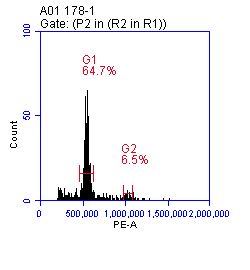 A01 178-1
Gate: (P2 in (R2 in R1))
100
G1
64.7%
50
Count
G2
6.5%
0
0 500,000 1,000,000 1,500,000 2,000,000
PE-A